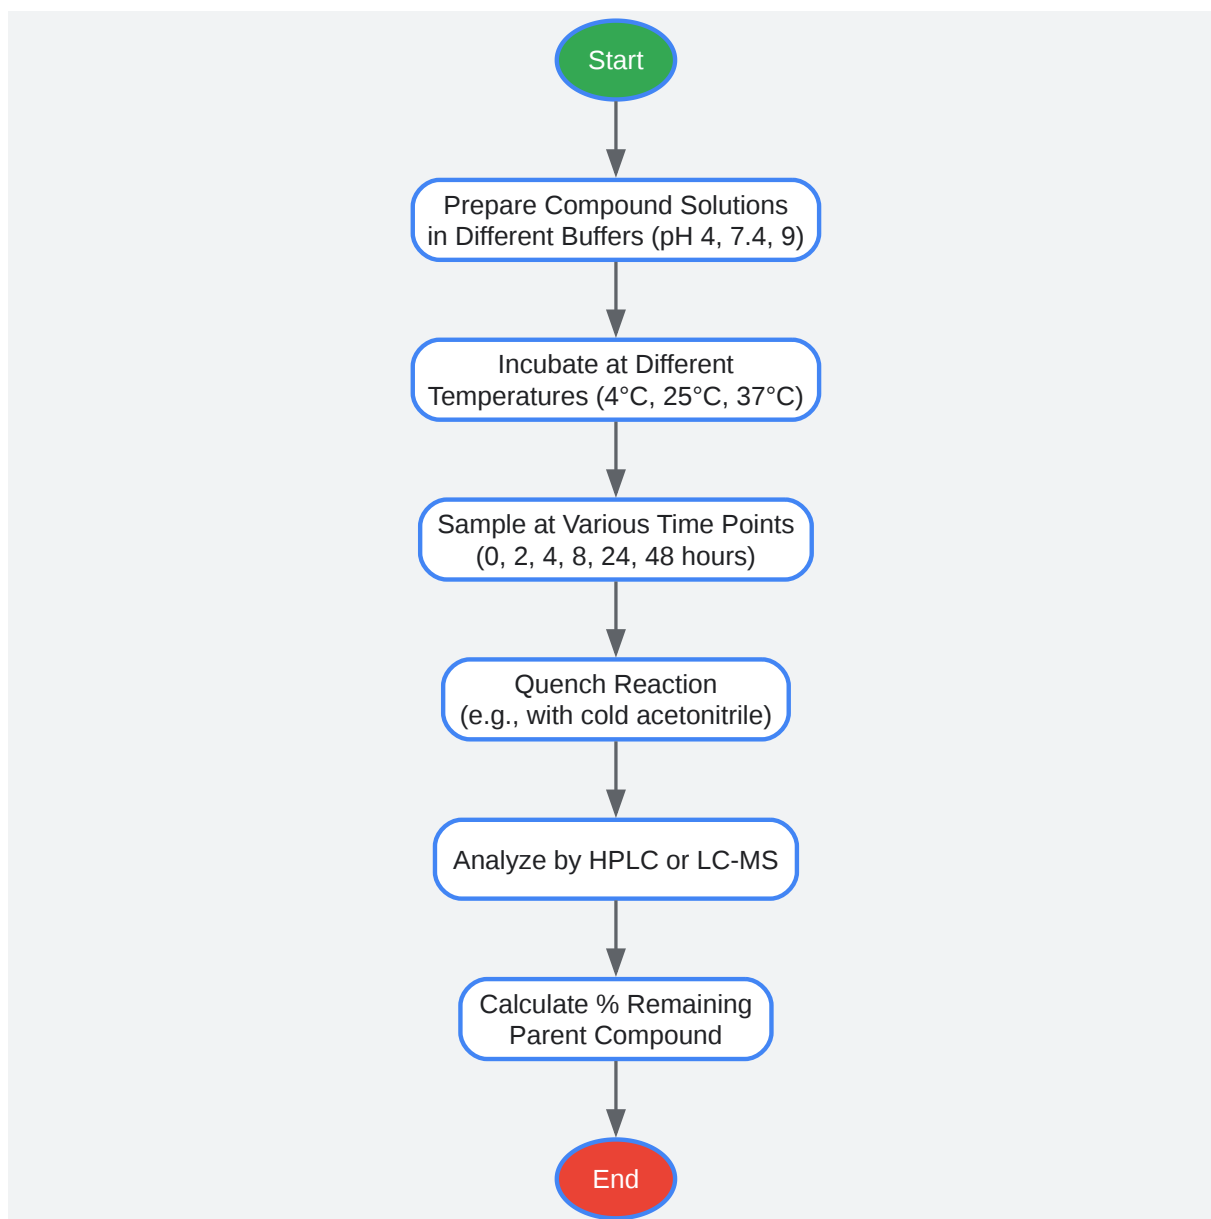 Start
Prepare Compound Solutions
in Different Buffers (pH 4, 7.4, 9)
Incubate at Different
Temperatures (4°C, 25°C, 37°C)
Sample at Various Time Points
(0, 2, 4, 8, 24, 48 hours)
Quench Reaction
(e.g., with cold acetonitrile)
Analyze by HPLC or LC-MS
Calculate % Remaining
Parent Compound
End